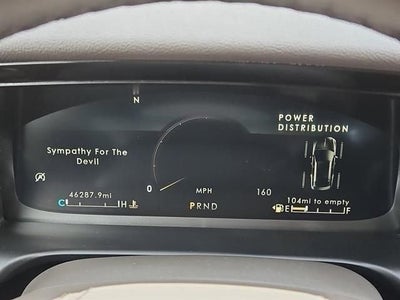 N
POWER
DISTRIBUTION
Sympathy For The
Devil
46287.9mi
0 MPH 160
104mi to empty
C H
PRND
E F